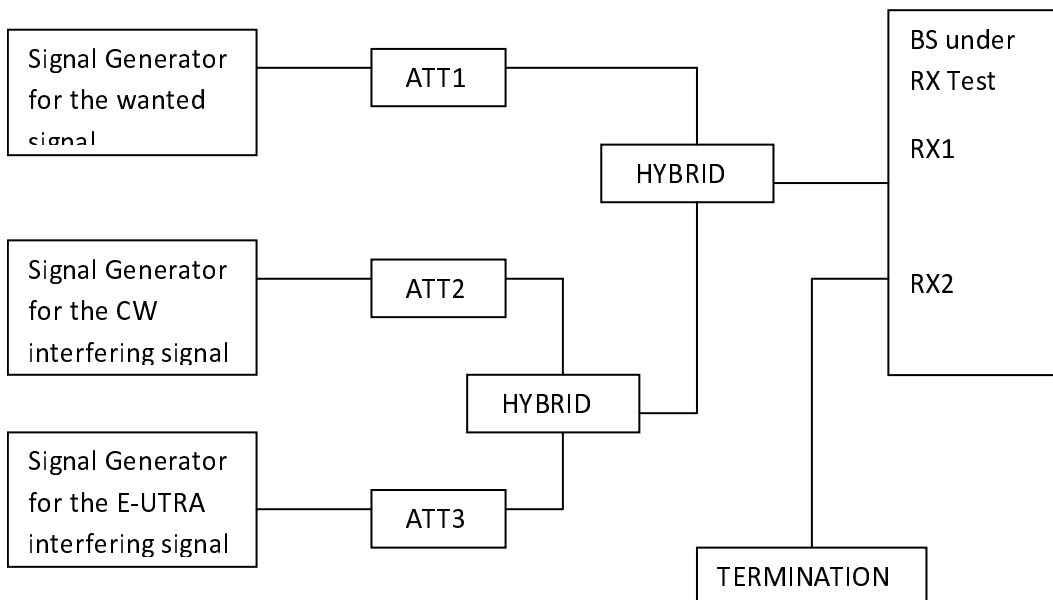 Signal Generator
for the wanted
signal
ATT1
HYBRID
BS under
RX Test
RX1
RX2
Signal Generator
for the CW
interfering signal
ATT2
HYBRID
Signal Generator
for the E-UTRA
interfering signal
ATT3
TERMINATION